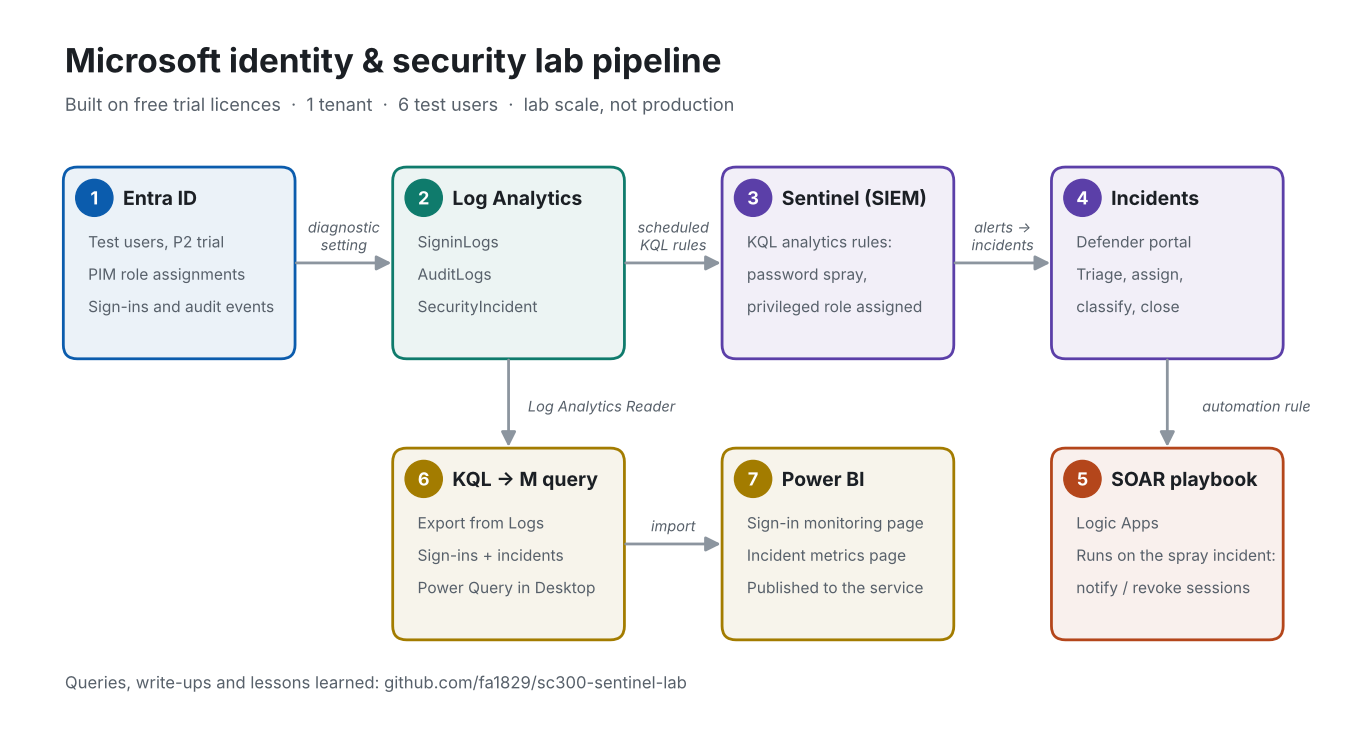 Microsoft identity & security lab pipeline
Built on free trial licences · 1 tenant · 6 test users · lab scale, not production
1 Entra ID
Test users, P2 trial
PIM role assignments
Sign-ins and audit events
diagnostic
setting
2 Log Analytics
SigninLogs
AuditLogs
SecurityIncident
scheduled
KQL rules
3 Sentinel (SIEM)
KQL analytics rules:
password spray,
privileged role assigned
alerts →
incidents
4 Incidents
Defender portal
Triage, assign,
classify, close
Log Analytics Reader
automation rule
6 KQL → M query
Export from Logs
Sign-ins + incidents
Power Query in Desktop
import
7 Power BI
Sign-in monitoring page
Incident metrics page
Published to the service
5 SOAR playbook
Logic Apps
Runs on the spray incident:
notify / revoke sessions
Queries, write-ups and lessons learned: github.com/fa1829/sc300-sentinel-lab